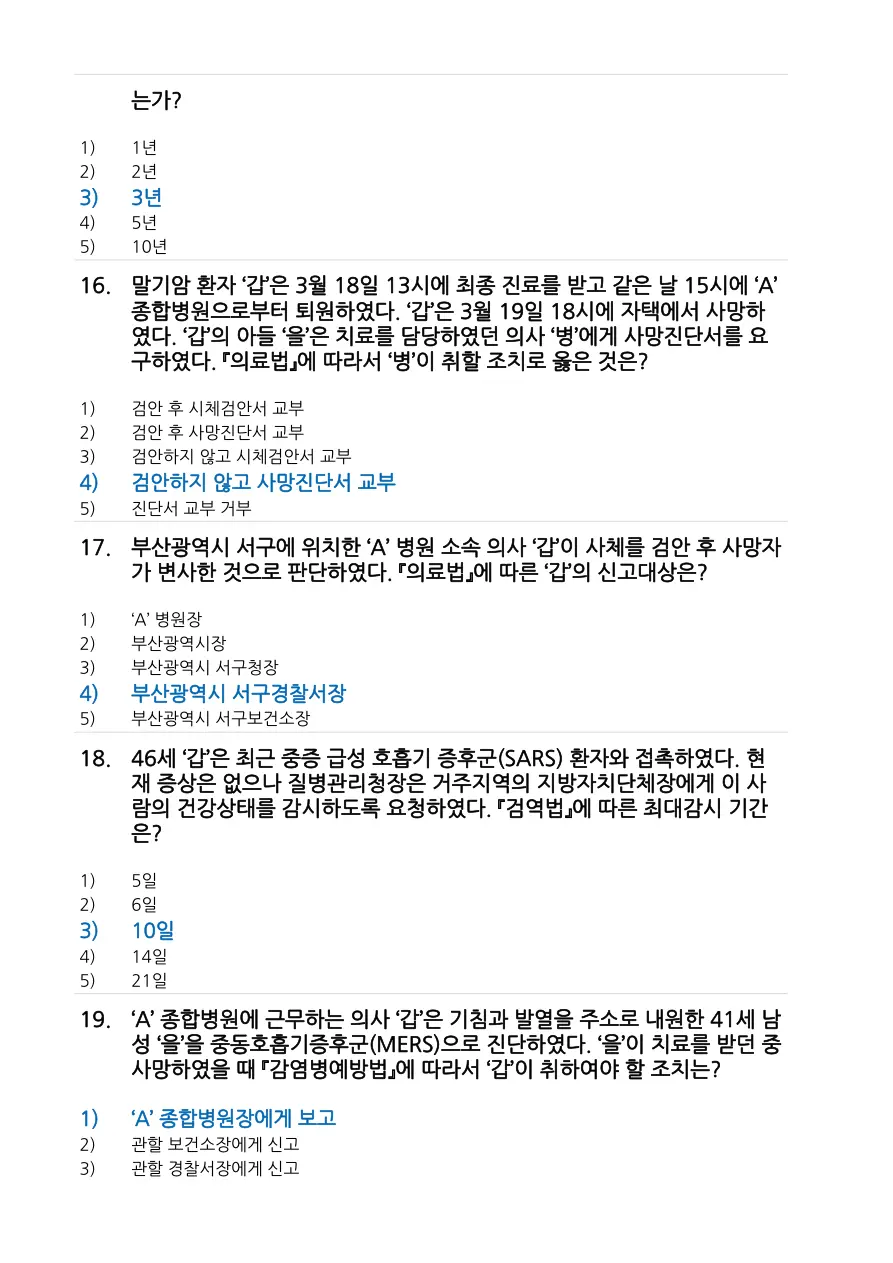 는가?
1) 1년
2) 2년
3) 3년
4) 5년
5) 10년
16. 말기암 환자 ‘갑’은 3월 18일 13시에 최종 진료를 받고 같은 날 15시에 ‘A’
종합병원으로부터 퇴원하였다. ‘갑’은 3월 19일 18시에 자택에서 사망하
였다. ‘갑’의 아들 ‘을’은 치료를 담당하였던 의사 ‘병’에게 사망진단서를 요
구하였다. 『의료법』에 따라서 ‘병’이 취할 조치로 옳은 것은?
1) 검안 후 시체검안서 교부
2) 검안 후 사망진단서 교부
3) 검안하지 않고 시체검안서 교부
4) 검안하지 않고 사망진단서 교부
5) 진단서 교부 거부
17. 부산광역시 서구에 위치한 ‘A’ 병원 소속 의사 ‘갑’이 사체를 검안 후 사망자
가 변사한 것으로 판단하였다. 『의료법』에 따른 ‘갑’의 신고대상은?
1) ‘A’ 병원장
2) 부산광역시장
3) 부산광역시 서구청장
4) 부산광역시 서구경찰서장
5) 부산광역시 서구보건소장
18. 46세 ‘갑’은 최근 중증 급성 호흡기 증후군(SARS) 환자와 접촉하였다. 현
재 증상은 없으나 질병관리청장은 거주지역의 지방자치단체장에게 이 사
람의 건강상태를 감시하도록 요청하였다. 『검역법』에 따른 최대감시 기간
은?
1) 5일
2) 6일
3) 10일
4) 14일
5) 21일
19. ‘A’ 종합병원에 근무하는 의사 ‘갑’은 기침과 발열을 주소로 내원한 41세 남
성 ‘을’을 중동호흡기증후군(MERS)으로 진단하였다. ‘을’이 치료를 받던 중
사망하였을 때 『감염병예방법』에 따라서 ‘갑’이 취하여야 할 조치는?
1) ‘A’ 종합병원장에게 보고
2) 관할 보건소장에게 신고
3) 관할 경찰서장에게 신고